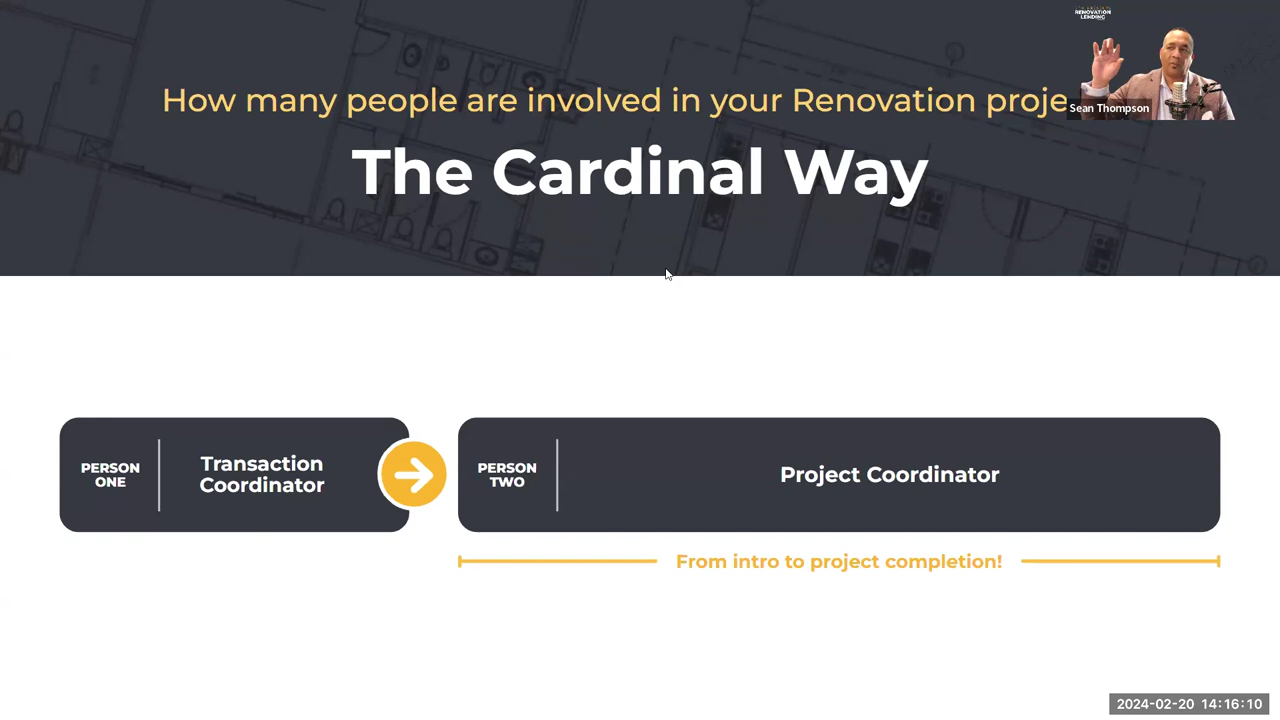 RENOVATION
LENDING
How many people are involved in your Renovation proje
Sean Thompson
The Cardinal Way
PERSON
ONE
Transaction
Coordinator
PERSON
TWO
Project Coordinator
From intro to project completion!
2024-02-20 14:16:10